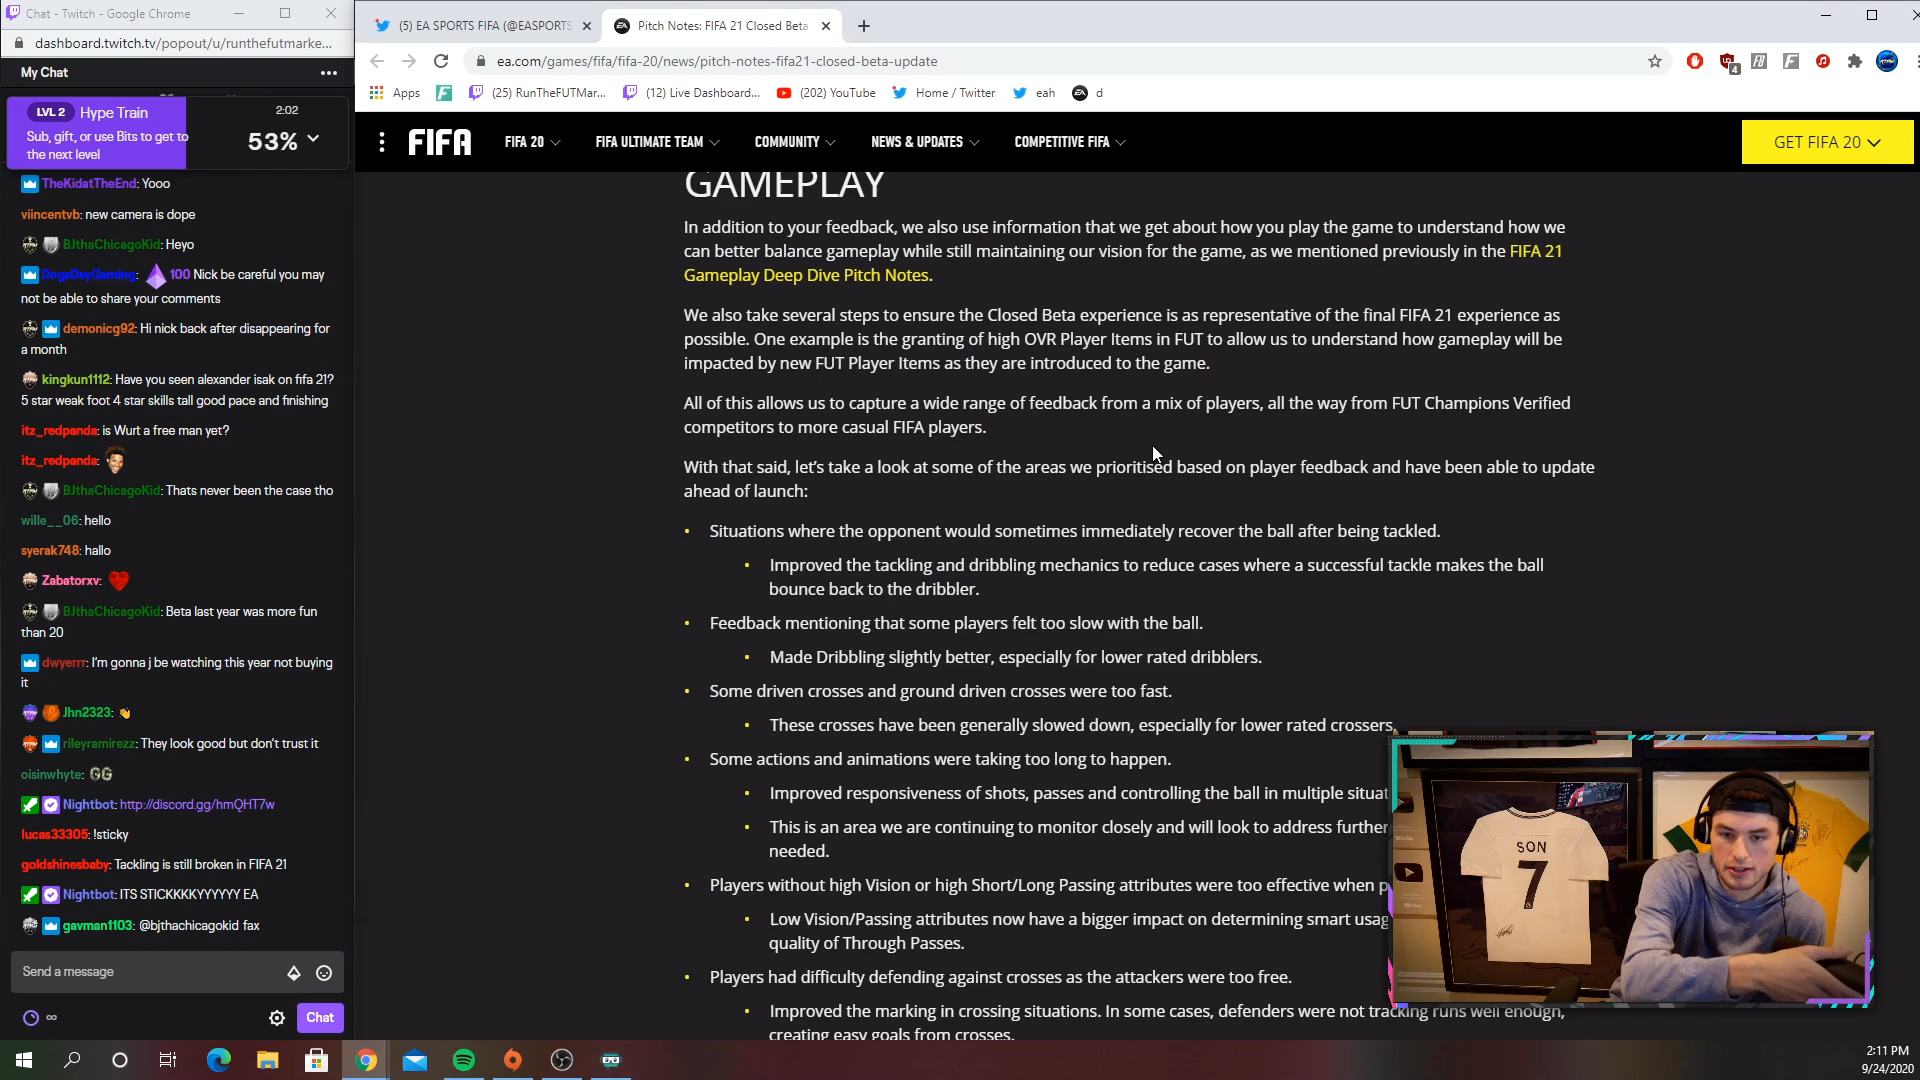 Chat - Twitch - Google Chrome
dashboard.twitch.tv/popout/u/runthefutmarke...
My Chat
LVL 2 Hype Train
Sub, gift, or use Bits to get to
the next level
2:02
53%
TheKidatTheEnd: Yooo
viincentvb: new camera is dope
BJthaChicagoKid: Heyo
DogsDayGaming: 100 Nick be careful you may
not be able to share your comments
demonicg92: Hi nick back after disappearing for
a month
kingkun1112: Have you seen alexander isak on fifa 21?
5 star weak foot 4 star skills tall good pace and finishing
itz_redpanda: is Wurt a free man yet?
itz_redpanda:
BJthaChicagoKid: Thats never been the case tho
wille__06: hello
syerak748: hallo
Zabatorxv:
BJthaChicagoKid: Beta last year was more fun
than 20
dwyerrr: I'm gonna j be watching this year not buying
it
Jhn2323:
rileyramirezz: They look good but don't trust it
oisinwhyte: GG
Nightbot: http://discord.gg/hmQHT7w
lucas33305: !sticky
goldshinesbaby: Tackling is still broken in FIFA 21
Nightbot: ITS STICKKKKYYYYYY EA
gavman1103: @bjthachicagokid fax
Send a message
Chat
(5) EA SPORTS FIFA (@EASPORTS
Pitch Notes: FIFA 21 Closed Beta
ea.com/games/fifa/fifa-20/news/pitch-notes-fifa21-closed-beta-update
4
Apps
(25) RunTheFUTMar...
(12) Live Dashboard...
(202) YouTube
Home / Twitter
eah
d
FIFA
FIFA 20
FIFA ULTIMATE TEAM
COMMUNITY
NEWS & UPDATES
COMPETITIVE FIFA
GET FIFA 20
GAMEPLAY
In addition to your feedback, we also use information that we get about how you play the game to understand how we
can better balance gameplay while still maintaining our vision for the game, as we mentioned previously in the FIFA 21
Gameplay Deep Dive Pitch Notes.
We also take several steps to ensure the Closed Beta experience is as representative of the final FIFA 21 experience as
possible. One example is the granting of high OVR Player Items in FUT to allow us to understand how gameplay will be
impacted by new FUT Player Items as they are introduced to the game.
All of this allows us to capture a wide range of feedback from a mix of players, all the way from FUT Champions Verified
competitors to more casual FIFA players.
With that said, let's take a look at some of the areas we prioritised based on player feedback and have been able to update
ahead of launch:
• Situations where the opponent would sometimes immediately recover the ball after being tackled.
• Improved the tackling and dribbling mechanics to reduce cases where a successful tackle makes the ball
bounce back to the dribbler.
• Feedback mentioning that some players felt too slow with the ball.
• Made Dribbling slightly better, especially for lower rated dribblers.
• Some driven crosses and ground driven crosses were too fast.
• These crosses have been generally slowed down, especially for lower rated crossers.
• Some actions and animations were taking too long to happen.
• Improved responsiveness of shots, passes and controlling the ball in multiple situat
• This is an area we are continuing to monitor closely and will look to address further
needed.
• Players without high Vision or high Short/Long Passing attributes were too effective when p
• Low Vision/Passing attributes now have a bigger impact on determining smart usag
quality of Through Passes.
• Players had difficulty defending against crosses as the attackers were too free.
• Improved the marking in crossing situations. In some cases, defenders were not tracking runs well enough,
creating easy goals from crosses.
SON
7
2:11 PM
9/24/2020